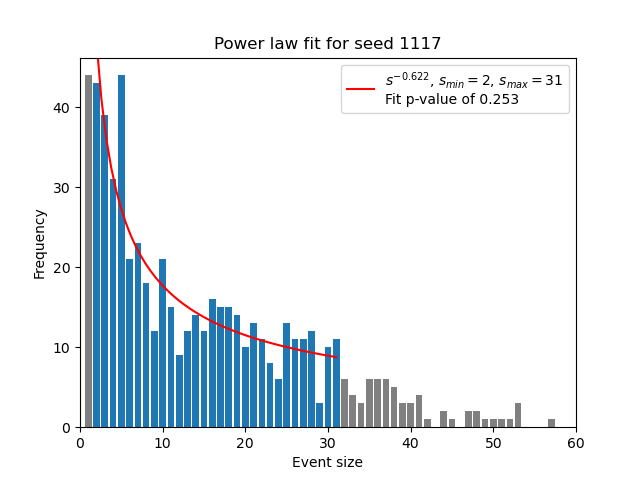 Power law fit for seed 1117
s^{-0.622}, s_{min} = 2, s_{max} = 31
Fit p-value of 0.253
Frequency
40
30
20
10
0
0 10 20 30 40 50 60
Event size